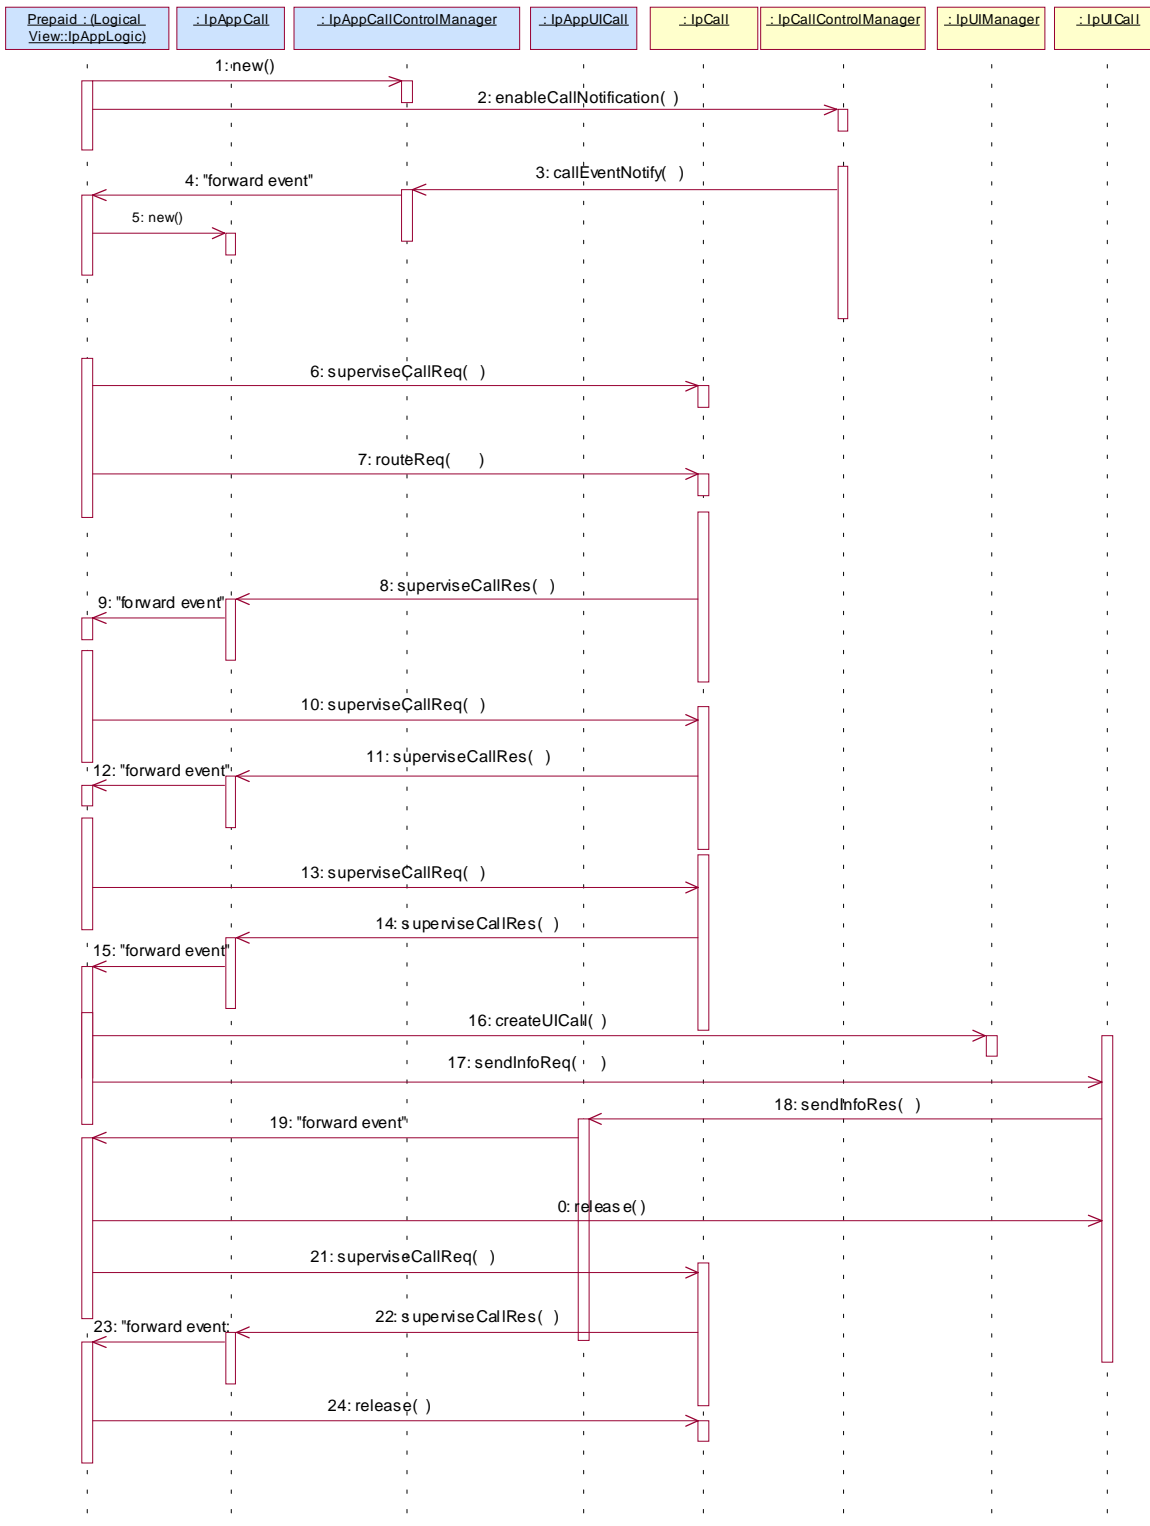 Prepaid : (Logical
View::IpAppLogic)
: IpAppCall
: IpAppCallControlManager
: IpAppUICall
: IpCall
: IpCallControlManager
: IpUIManager
: IpUICall
1: new()
2: enableCallNotification( )
3: callEventNotify( )
4: "forward event"
5: new()
6: superviseCallReq( )
7: routeReq( )
8: superviseCallRes( )
9: "forward event"
10: superviseCallReq( )
11: superviseCallRes( )
12: "forward event"
13: superviseCallReq( )
14: superviseCallRes( )
15: "forward event"
16: createUICall( )
17: sendInfoReq( )
18: sendInfoRes( )
19: "forward event"
0: release( )
21: superviseCallReq( )
22: superviseCallRes( )
23: "forward event:
24: release( )